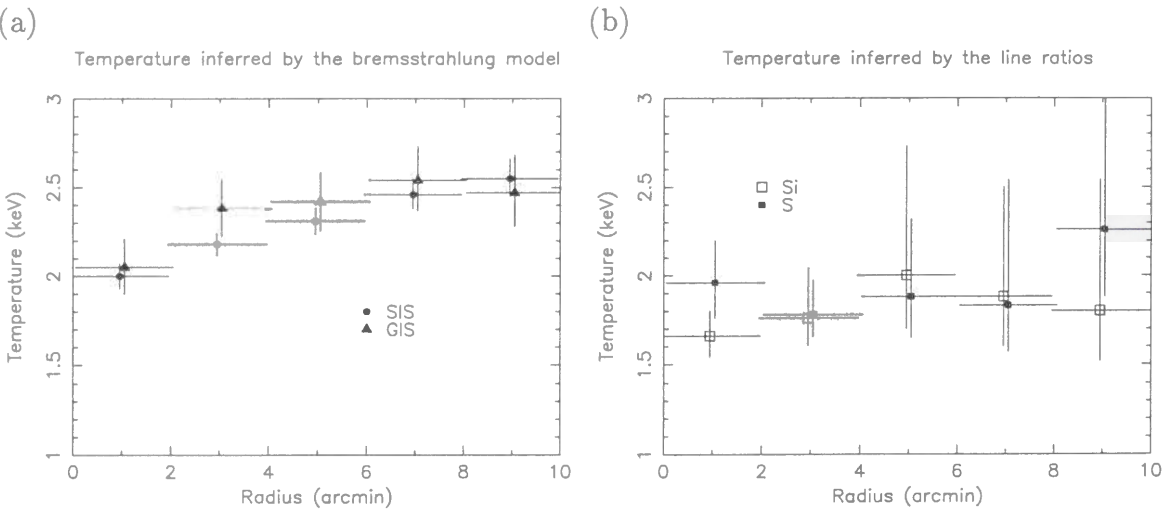 (a)
Temperature inferred by the bremsstrahlung model
3
2.5
2
1.5
1
Temperature (keV)
SIS
GIS
0 2 4 6 8 10
Radius (arcmin)
(b)
Temperature inferred by the line ratios
3
2.5
2
1.5
1
Temperature (keV)
Si
S
0 2 4 6 8 10
Radius (arcmin)